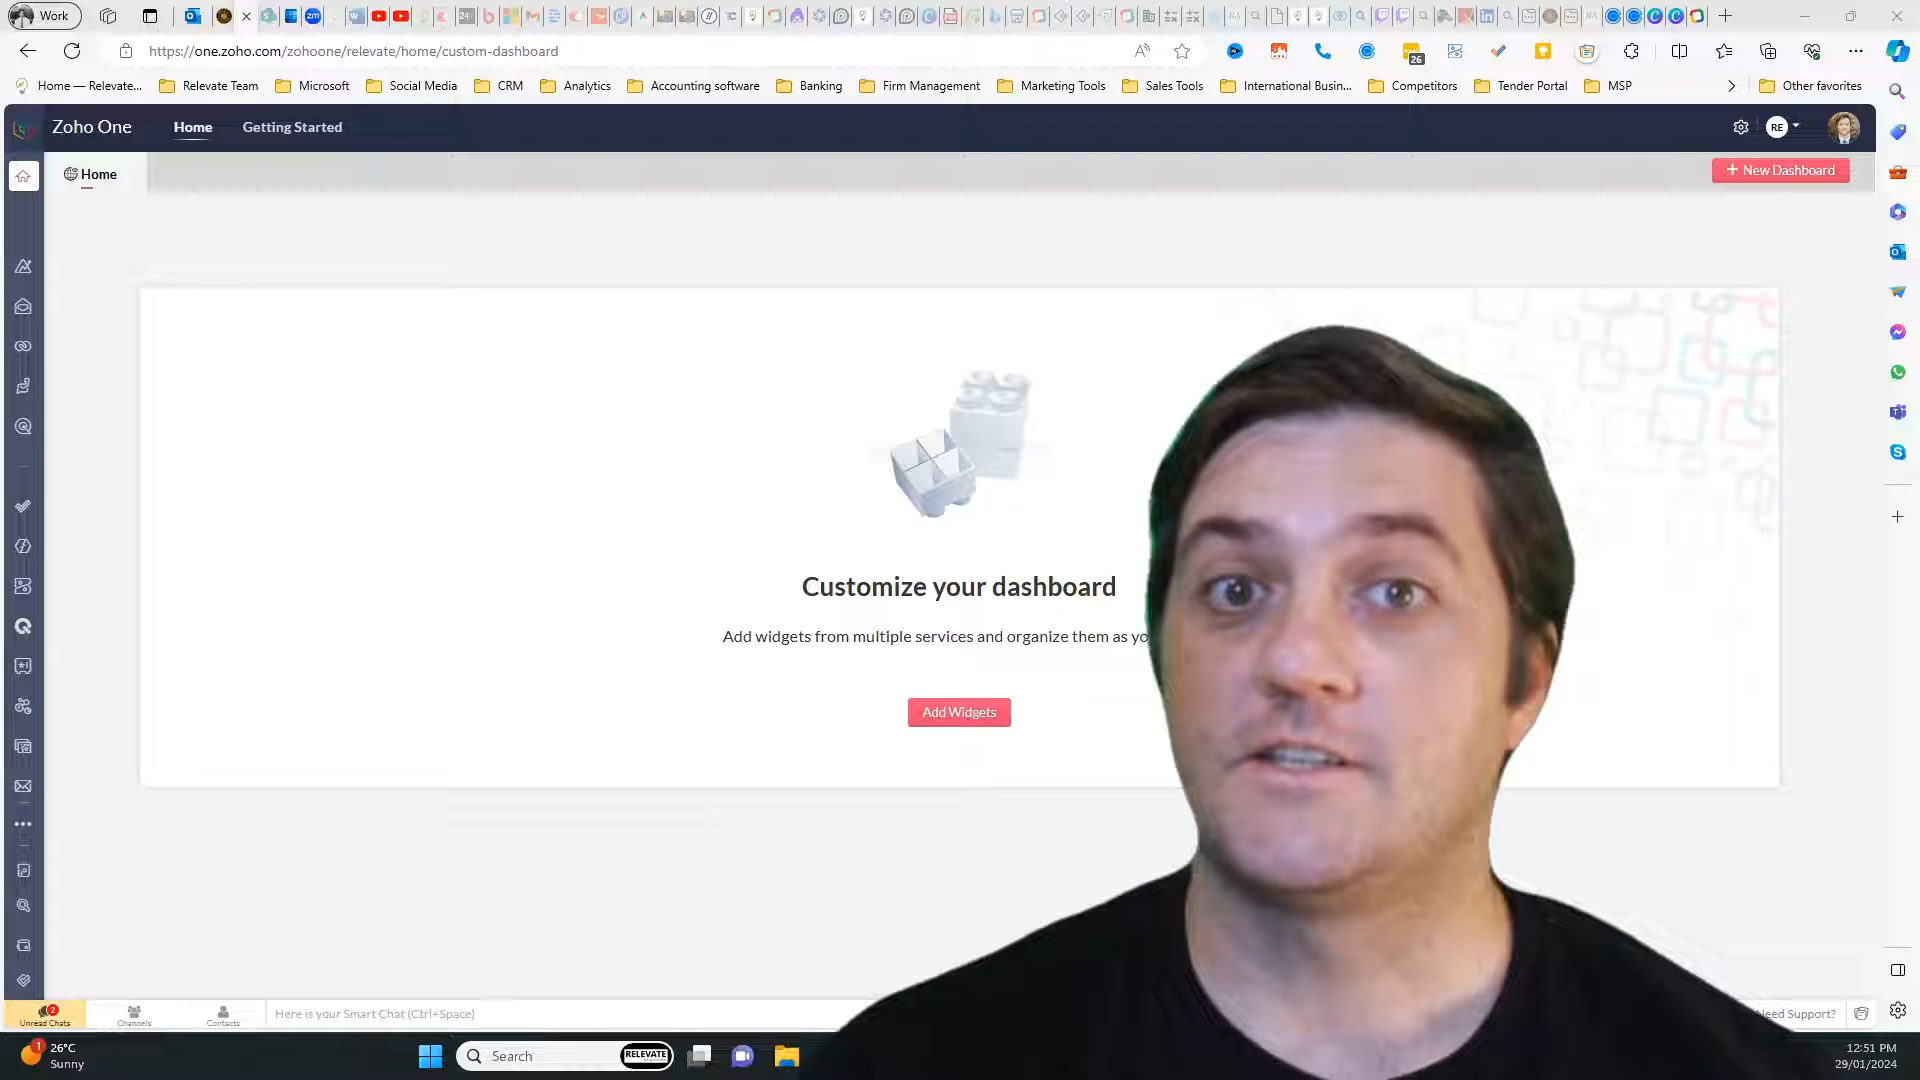 Work
https://one.zoho.com/zohoone/relevate/home/custom-dashboard
26
Home — Relevate...
Relevate Team
Microsoft
Social Media
CRM
Analytics
Accounting software
Banking
Firm Management
Marketing Tools
Sales Tools
International Busin...
Competitors
Tender Portal
MSP
Other favorites
Zoho One
Home
Getting Started
RE
Home
+ New Dashboard
Customize your dashboard
Add widgets from multiple services and organize them as yo
Add Widgets
2
Unread Chats
Channels
Contacts
Here is your Smart Chat (Ctrl+Space)
Need Support?
1
26°C
Sunny
Search
RELEVATE
12:51 PM
29/01/2024